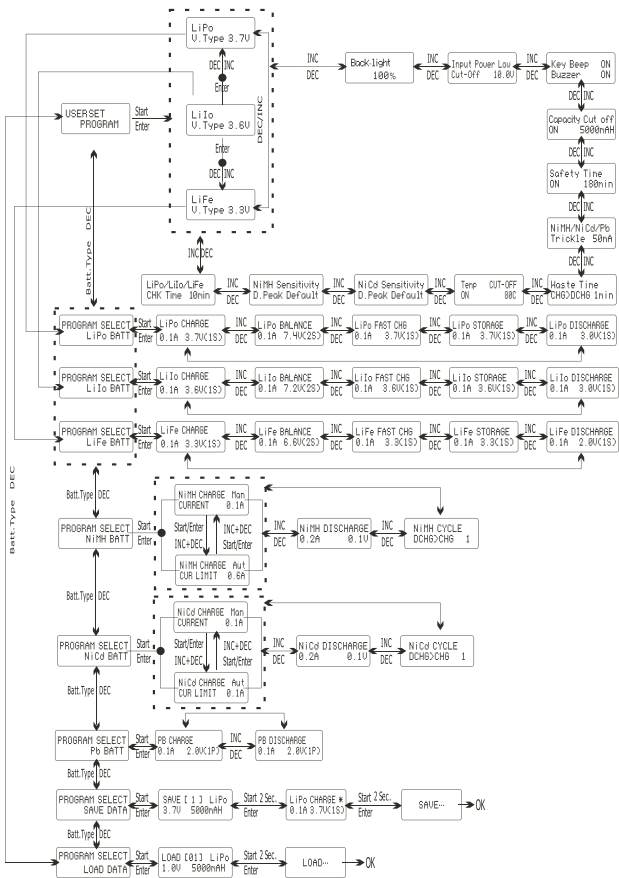 LiPo
V.Type 3.7V
DEC INC
Enter
LiIo
V.Type 3.6V
Enter
DEC INC
LiFe
V.Type 3.3V
DEC/INC
USERSET
PROGRAM
Start
Enter
INC
DEC
Back-light
100%
INC
DEC
Input Power Low
Cut-Off 10.0V
INC
DEC
Key Beep ON
Buzzer ON
DEC INC
Capacity Cut off
ON 5000mAH
DEC INC
Safety Time
ON 180min
DEC INC
NiMH/NiCd/Pb
Trickle 50mA
DEC INC
Batt.Type DEC
INC DEC
LiPo/LiIo/LiFe
CHK Time 10min
INC
DEC
NiMH Sensitivity
D.Peak Default
INC
DEC
NiCd Sensitivity
D.Peak Default
INC
DEC
Temp CUT-OFF
ON 80C
INC
DEC
Waste Time
CHG>DCHG 1min
PROGRAM SELECT
LiPo BATT
Start
Enter
LiPo CHARGE
0.1A 3.7V(1S)
INC
DEC
LiPo BALANCE
0.1A 7.4V(2S)
INC
DEC
LiPo FAST CHG
0.1A 3.7V(1S)
INC
DEC
LiPo STORAGE
0.1A 3.7V(1S)
INC
DEC
LiPo DISCHARGE
0.1A 3.0V(1S)
PROGRAM SELECT
LiIo BATT
Start
Enter
LiIo CHARGE
0.1A 3.6V(1S)
INC
DEC
LiIo BALANCE
0.1A 7.2V(2S)
INC
DEC
LiIo FAST CHG
0.1A 3.6V(1S)
INC
DEC
LiIo STORAGE
0.1A 3.6V(1S)
INC
DEC
LiIo DISCHARGE
0.1A 3.0V(1S)
PROGRAM SELECT
LiFe BATT
Start
Enter
LiFe CHARGE
0.1A 3.3V(1S)
INC
DEC
LiFe BALANCE
0.1A 6.6V(2S)
INC
DEC
LiFe FAST CHG
0.1A 3.3(1S)
INC
DEC
LiFe STORAGE
0.1A 3.3(1S)
INC
DEC
LiFe DISCHARGE
0.1A 2.0V(1S)
Batt.Type DEC
Batt.Type DEC
NiMH CHARGE Man
CURRENT 0.1A
Start/Enter
INC+DEC
INC+DEC
Start/Enter
NiMH CHARGE Aut
CUR LIMIT 0.6A
PROGRAM SELECT
NiMH BATT
Start
Enter
INC
DEC
NiMH DISCHARGE
0.2A 0.1V
INC
DEC
NiMH CYCLE
DCHG>CHG 1
Batt.Type DEC
NiCd CHARGE Man
CURRENT 0.1A
Start/Enter
INC+DEC
INC+DEC
Start/Enter
NiCd CHARGE Aut
CUR LIMIT 0.1A
PROGRAM SELECT
NiCd BATT
Start
Enter
INC
DEC
NiCd DISCHARGE
0.2A 0.1V
INC
DEC
NiCd CYCLE
DCHG>CHG 1
Batt.Type DEC
PROGRAM SELECT
Pb BATT
Start
Enter
PB CHARGE
0.1A 2.0V(1P)
INC
DEC
PB DISCHARGE
0.1A 2.0V(1P)
Batt.Type DEC
PROGRAM SELECT
SAVE DATA
Start
Enter
SAVE [ 1 ] LiPo
3.7V 5000mAH
Start 2 Sec.
Enter
LiPo CHARGE *
0.1A 3.7V(1S)
Start 2 Sec.
Enter
SAVE···
OK
Batt.Type DEC
PROGRAM SELECT
LOAD DATA
Start
Enter
LOAD [01] LiPo
1.0V 5000mAH
Start 2 Sec.
Enter
LOAD···
OK